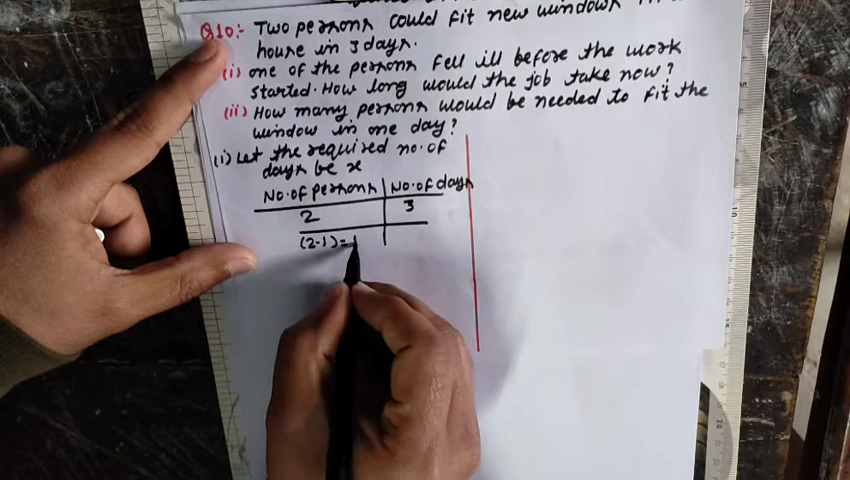 Q10:- Two persons could fit new windows
house in 3 days.
(i) one of the persons fell ill before the work
started. How long would the job take now?
(ii) How many persons would be needed to fit the
window in one day?
(i) Let the required no. of
days be x
No. of persons No. of days
2 3
(2-1)=1